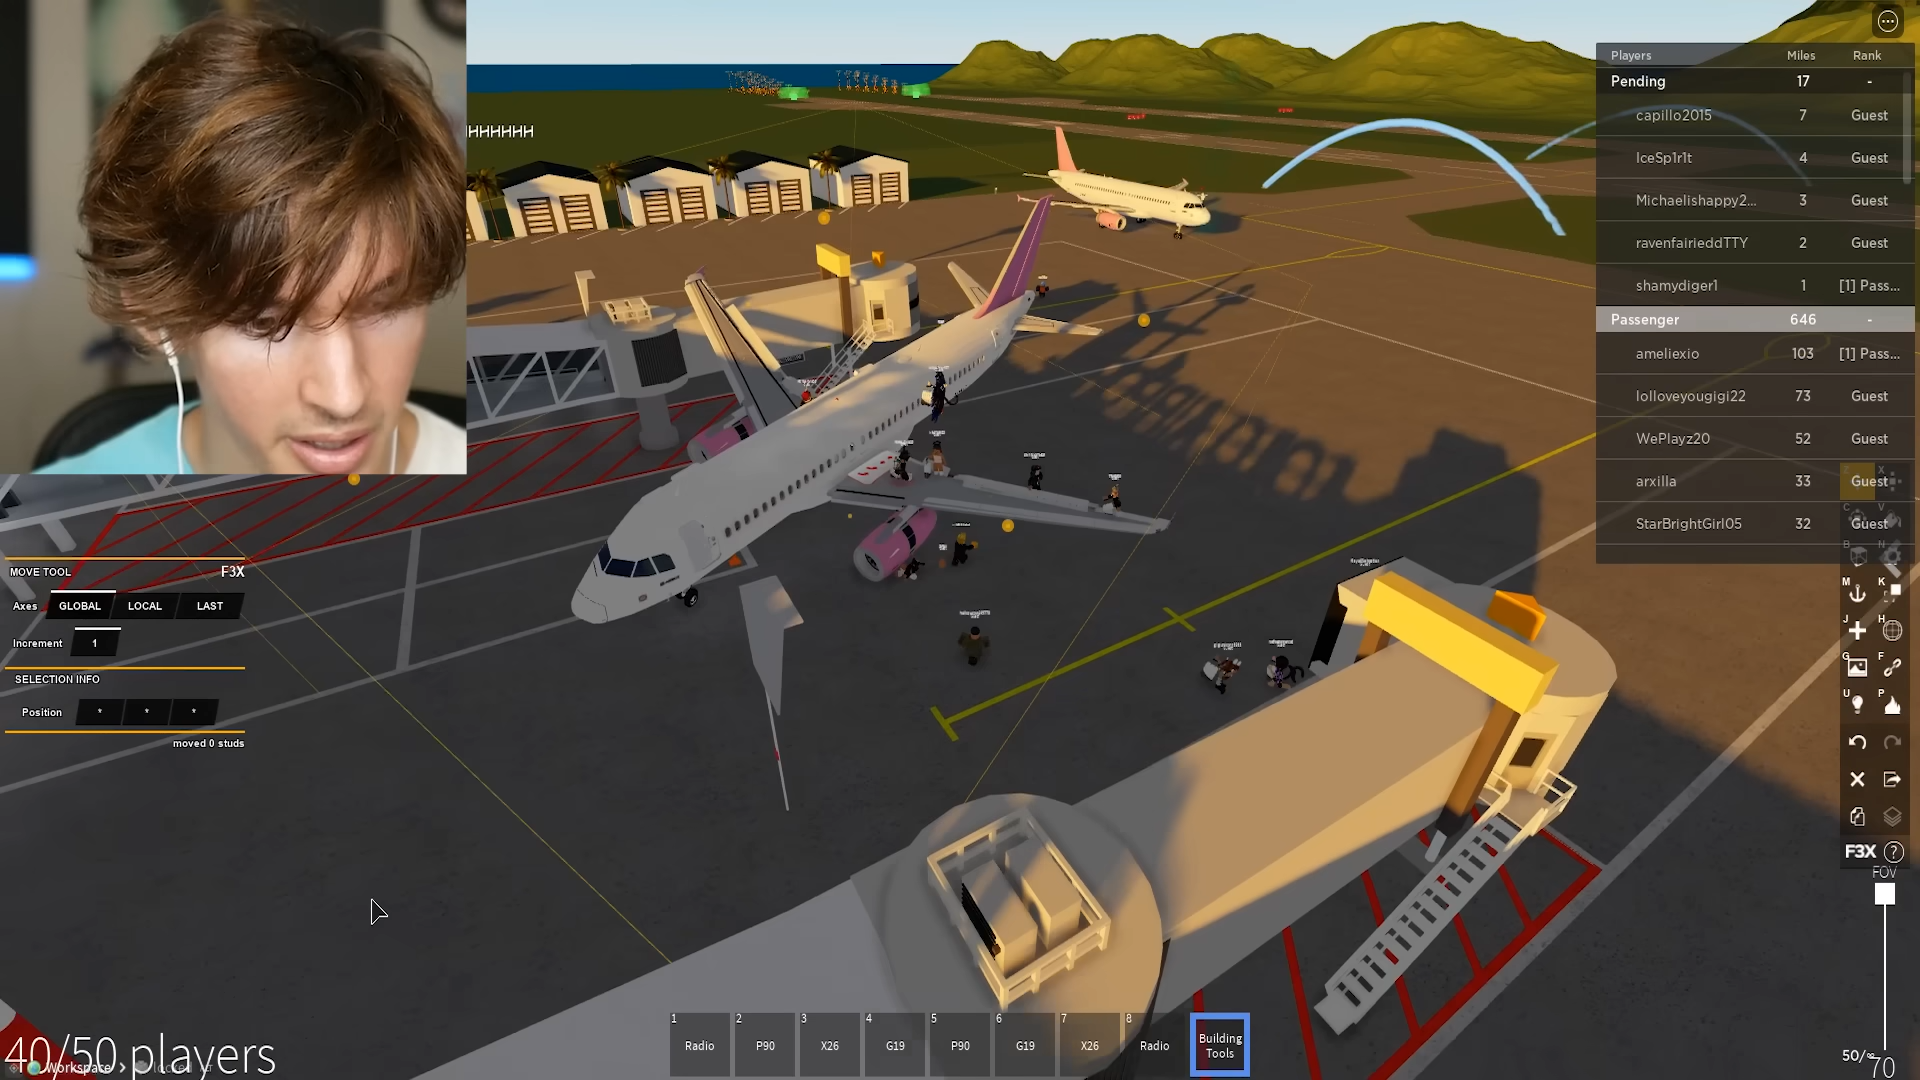 HHHHHHH
Players Miles Rank
Pending 17 -
capillo2015 7 Guest
IceSp1r1t 4 Guest
Michaelishappy2... 3 Guest
ravenfairieddTTY 2 Guest
shamydiger1 1 [1] Pass...
Passenger 646 -
ameliexio 103 [1] Pass...
lolloveyougigi22 73 Guest
WePlayz20 52 Guest
arxilla 33 Guest
StarBrightGirl05 32 Guest
X
C V
B N
M K
J H
G F
U P
F3X ?
FOV
50/∞
70
MOVE TOOL F3X
Axes GLOBAL LOCAL LAST
Increment 1
SELECTION INFO
Position * * *
moved 0 studs
40/50 players
Workspace > locked
1 Radio
2 P90
3 X26
4 G19
5 P90
6 G19
7 X26
8 Radio
Building Tools